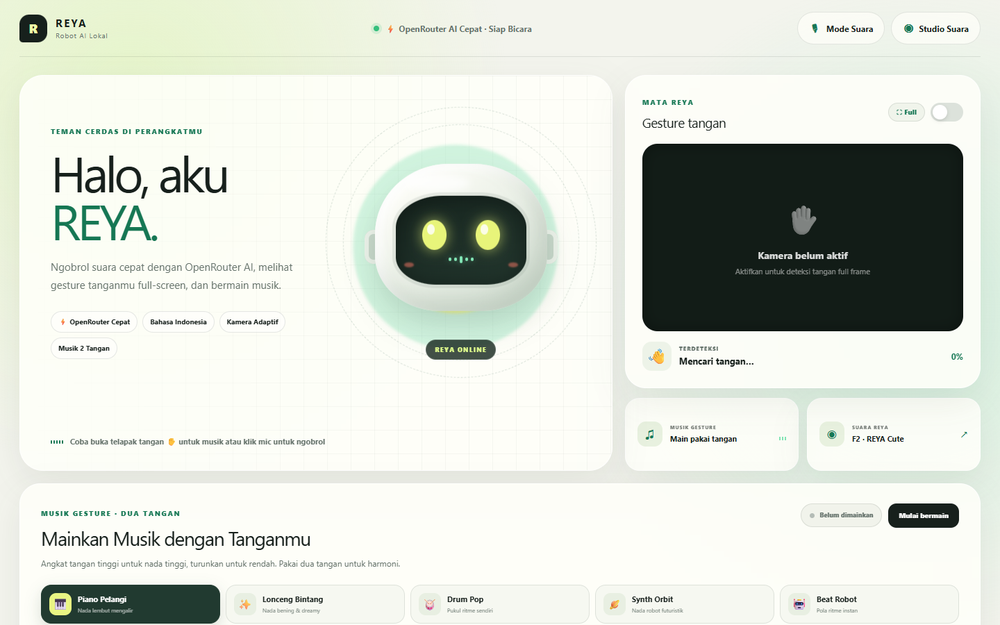 R
REYA
Robot AI Lokal
OpenRouter AI Cepat · Siap Bicara
Mode Suara
Studio Suara
TEMAN CERDAS DI PERANGKATMU
Halo, aku
REYA.
Ngobrol suara cepat dengan OpenRouter AI, melihat
gesture tanganmu full-screen, dan bermain musik.
OpenRouter Cepat
Bahasa Indonesia
Kamera Adaptif
Musik 2 Tangan
REYA ONLINE
Coba buka telapak tangan ✋ untuk musik atau klik mic untuk ngobrol
MATA REYA
Gesture tangan
Full
Kamera belum aktif
Aktifkan untuk deteksi tangan full frame
TERDETEKSI
Mencari tangan...
0%
MUSIK GESTURE
Main pakai tangan
SUARA REYA
F2 · REYA Cute
MUSIK GESTURE · DUA TANGAN
Mainkan Musik dengan Tanganmu
Angkat tangan tinggi untuk nada tinggi, turunkan untuk rendah. Pakai dua tangan untuk harmoni.
Belum dimainkan
Mulai bermain
Piano Pelangi
Nada lembut mengalir
Lonceng Bintang
Nada bening & dreamy
Drum Pop
Pukul ritme sendiri
Synth Orbit
Nada robot futuristik
Beat Robot
Pola ritme instan